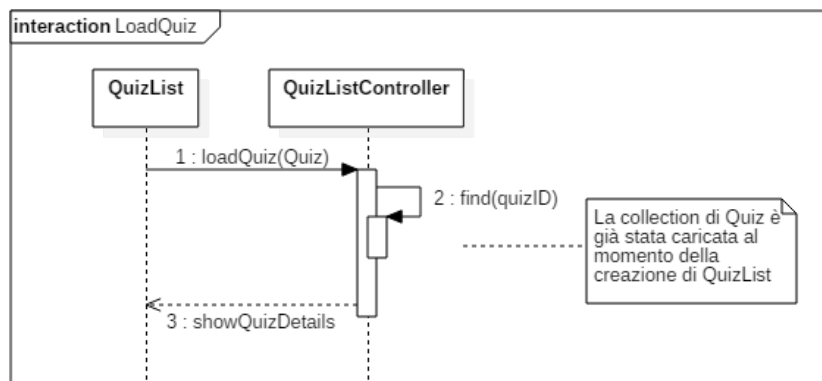 interaction LoadQuiz
QuizList
QuizListController
1 : loadQuiz(Quiz)
2 : find(quizID)
La collection di Quiz è
già stata caricata al
momento della
creazione di QuizList
3 : showQuizDetails